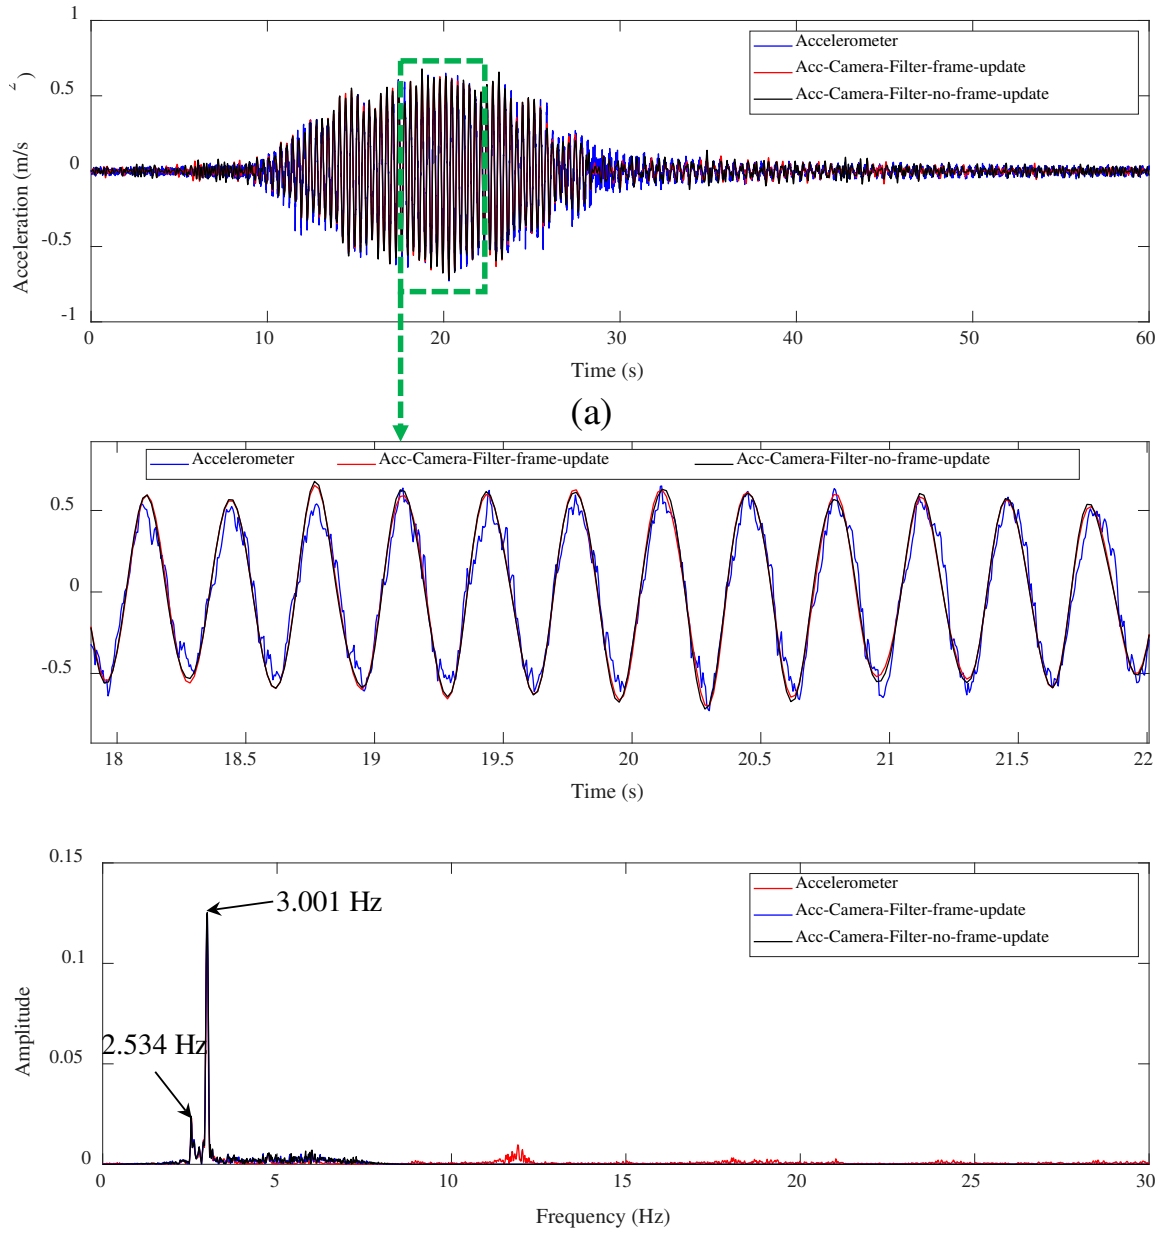 1
0.5
0
-0.5
-1
Acceleration (m/s
2
)
Accelerometer
Acc-Camera-Filter-frame-update
Acc-Camera-Filter-no-frame-update
0 10 20 30 40 50 60
Time (s)
(a)
Accelerometer Acc-Camera-Filter-frame-update Acc-Camera-Filter-no-frame-update
0.5
0
-0.5
18 18.5 19 19.5 20 20.5 21 21.5 22
Time (s)
0.15
0.1
0.05
0
Amplitude
3.001 Hz
2.534 Hz
Accelerometer
Acc-Camera-Filter-frame-update
Acc-Camera-Filter-no-frame-update
0 5 10 15 20 25 30
Frequency (Hz)